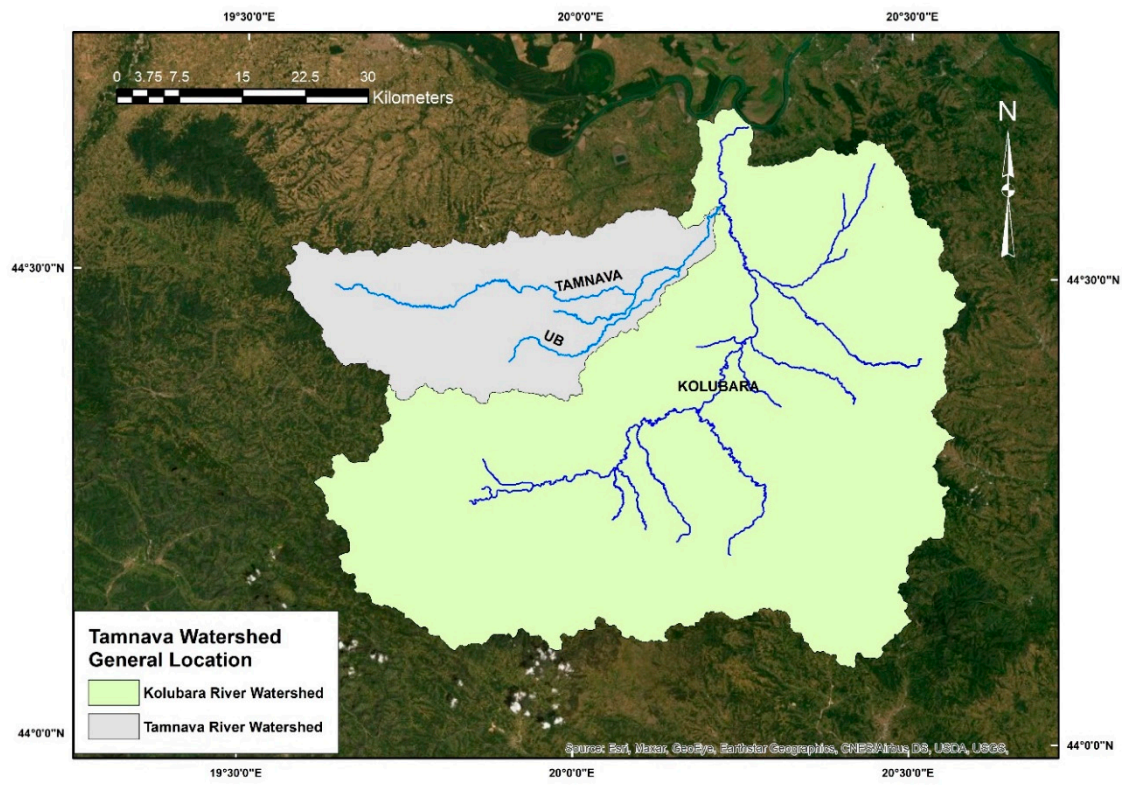 19°30'0"E 20°0'0"E 20°30'0"E
0 3.75 7.5 15 22.5 30
Kilometers
N
44°30'0"N 44°30'0"N
TAMNAVA
UB
KOLUBARA
Tamnava Watershed
General Location
Kolubara River Watershed
Tamnava River Watershed
44°0'0"N 44°0'0"N
Source: Esri, Maxar, GeoEye, Earthstar Geographics, CNES/Airbus DS, USDA, USGS,
19°30'0"E 20°0'0"E 20°30'0"E